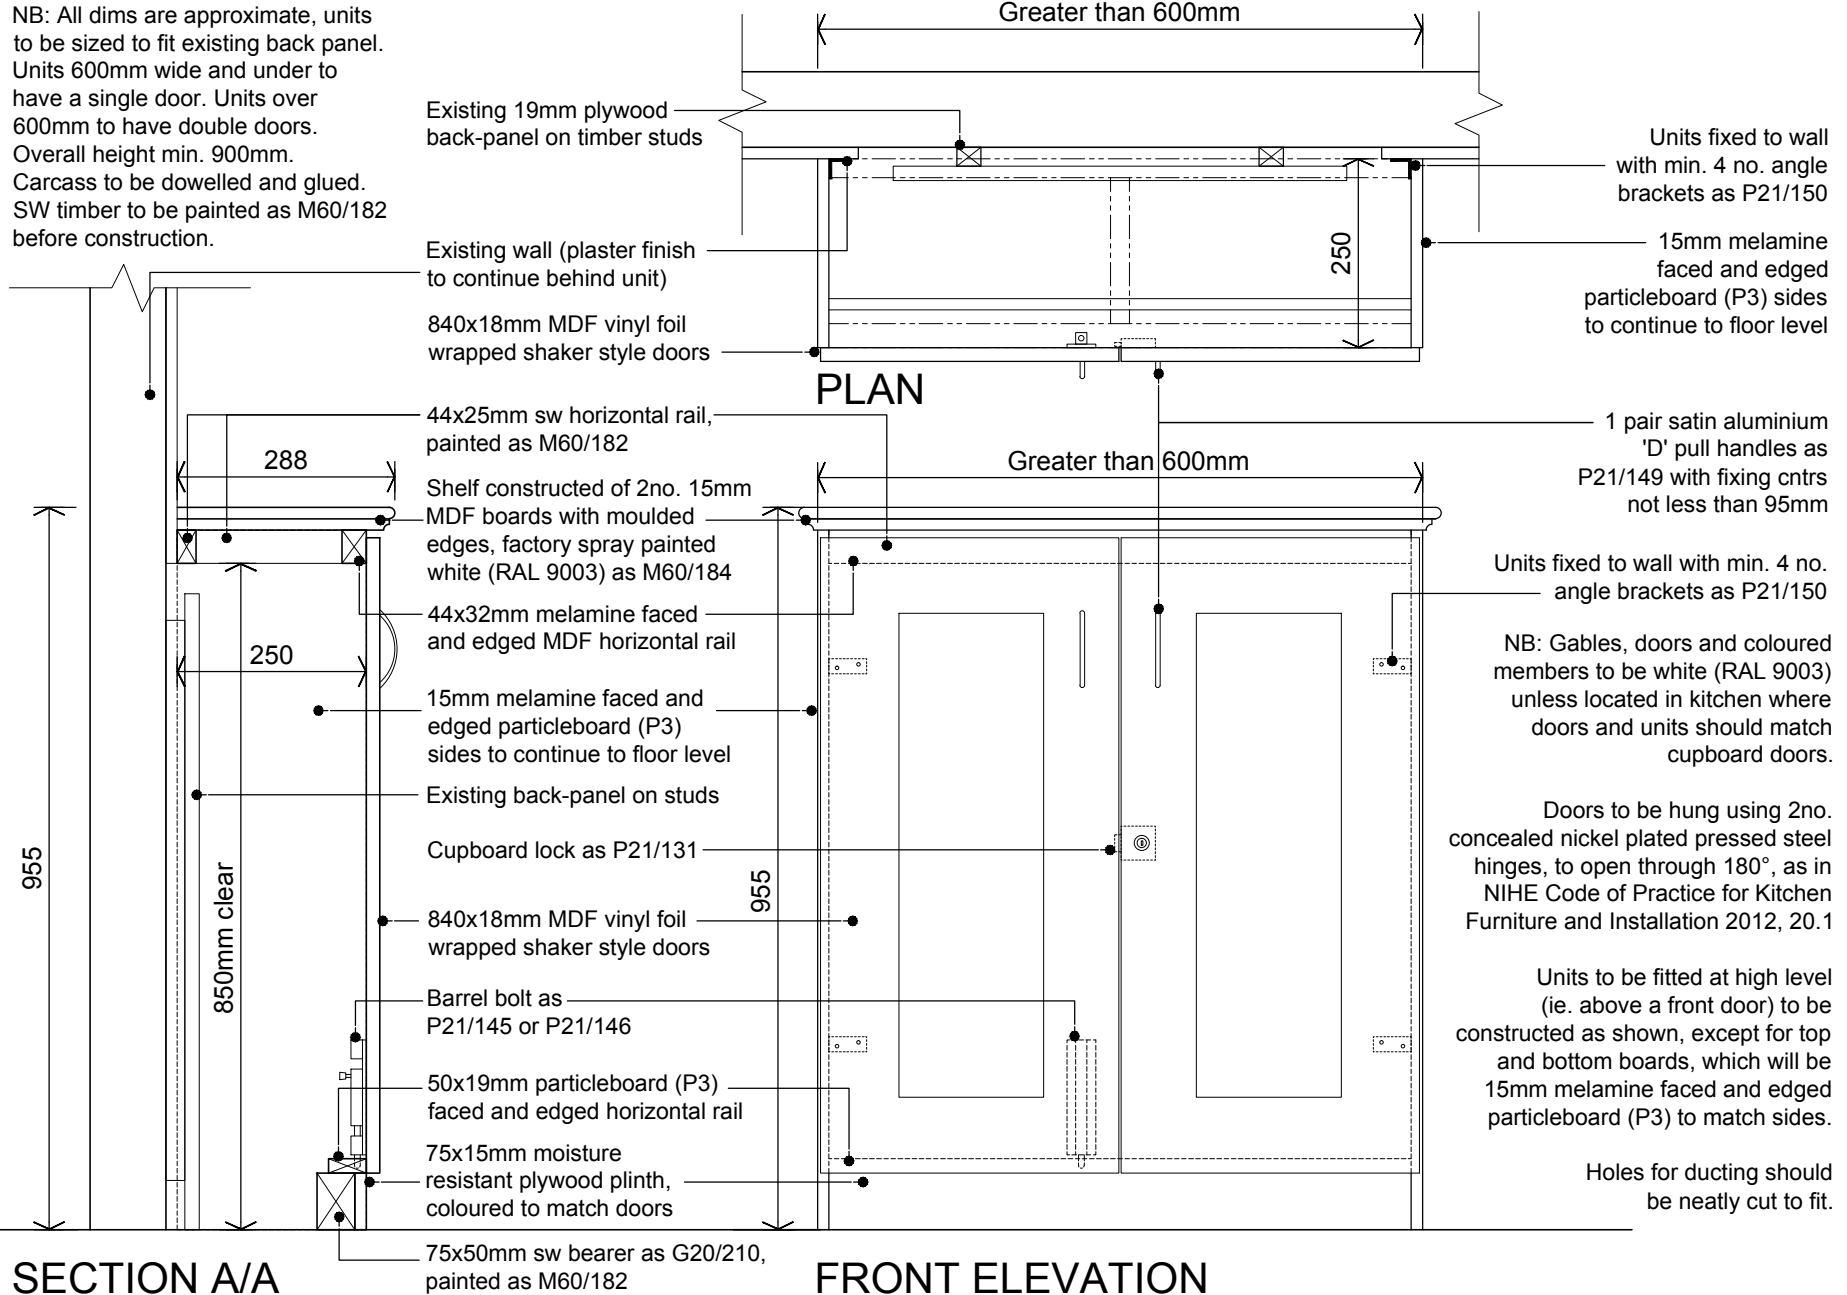 NB: All dims are approximate, units
to be sized to fit existing back panel.
Units 600mm wide and under to
have a single door. Units over
600mm to have double doors.
Overall height min. 900mm.
Carcass to be dowelled and glued.
SW timber to be painted as M60/182
before construction.
Greater than 600mm
Existing 19mm plywood
back-panel on timber studs
Existing wall (plaster finish
to continue behind unit)
840x18mm MDF vinyl foil
wrapped shaker style doors
250
Units fixed to wall
with min. 4 no. angle
brackets as P21/150
15mm melamine
faced and edged
particleboard (P3) sides
to continue to floor level
PLAN
44x25mm sw horizontal rail,
painted as M60/182
288
Shelf constructed of 2no. 15mm
MDF boards with moulded
edges, factory spray painted
white (RAL 9003) as M60/184
44x32mm melamine faced
and edged MDF horizontal rail
250
15mm melamine faced and
edged particleboard (P3)
sides to continue to floor level
Existing back-panel on studs
Cupboard lock as P21/131
955
850mm clear
840x18mm MDF vinyl foil
wrapped shaker style doors
Barrel bolt as
P21/145 or P21/146
50x19mm particleboard (P3)
faced and edged horizontal rail
75x15mm moisture
resistant plywood plinth,
coloured to match doors
75x50mm sw bearer as G20/210,
painted as M60/182
SECTION A/A
Greater than 600mm
955
FRONT ELEVATION
1 pair satin aluminium
'D' pull handles as
P21/149 with fixing cntrs
not less than 95mm
Units fixed to wall with min. 4 no.
angle brackets as P21/150
NB: Gables, doors and coloured
members to be white (RAL 9003)
unless located in kitchen where
doors and units should match
cupboard doors.
Doors to be hung using 2no.
concealed nickel plated pressed steel
hinges, to open through 180°, as in
NIHE Code of Practice for Kitchen
Furniture and Installation 2012, 20.1
Units to be fitted at high level
(ie. above a front door) to be
constructed as shown, except for top
and bottom boards, which will be
15mm melamine faced and edged
particleboard (P3) to match sides.
Holes for ducting should
be neatly cut to fit.